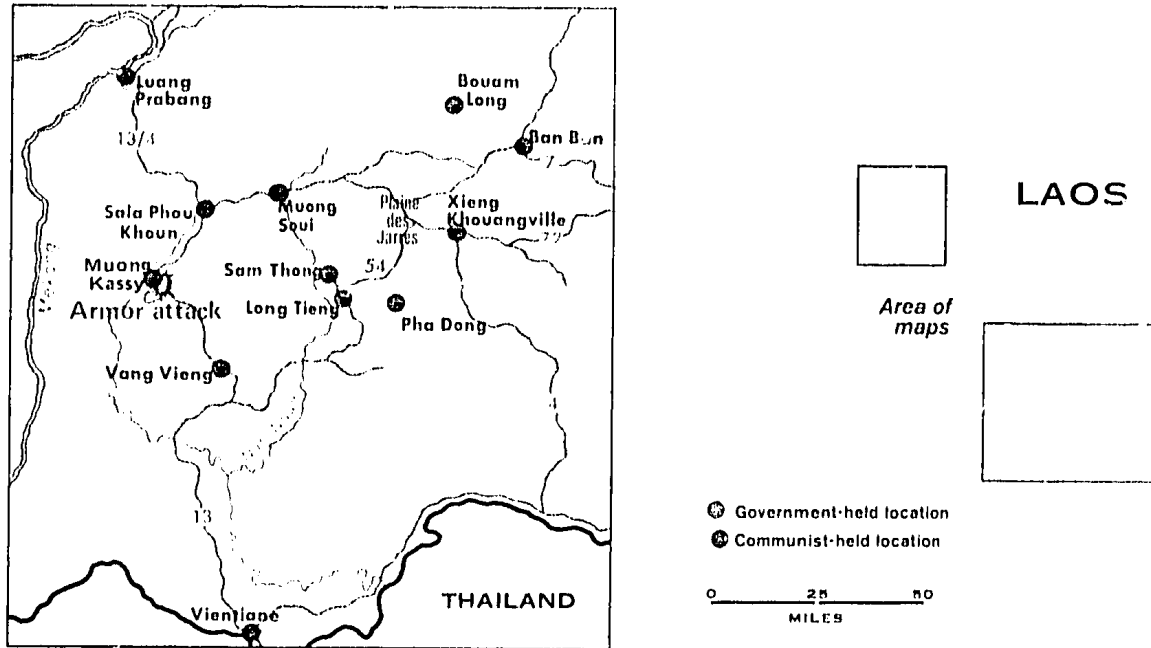 Luang
Prabang
Bouam
Long
Ban Ban
7
Sala Phou
Khoun
Muong
Soui
Plaine
des
Jarres
Xieng
Khouangville
Muong
Kassy
Armor attack
Sam Thong
54
Long Tieng
Pha Dong
Vang Vieng
13
THAILAND
Vientiane
LAOS
Area of
maps
Government-held location
Communist-held location
0 25 50
MILES